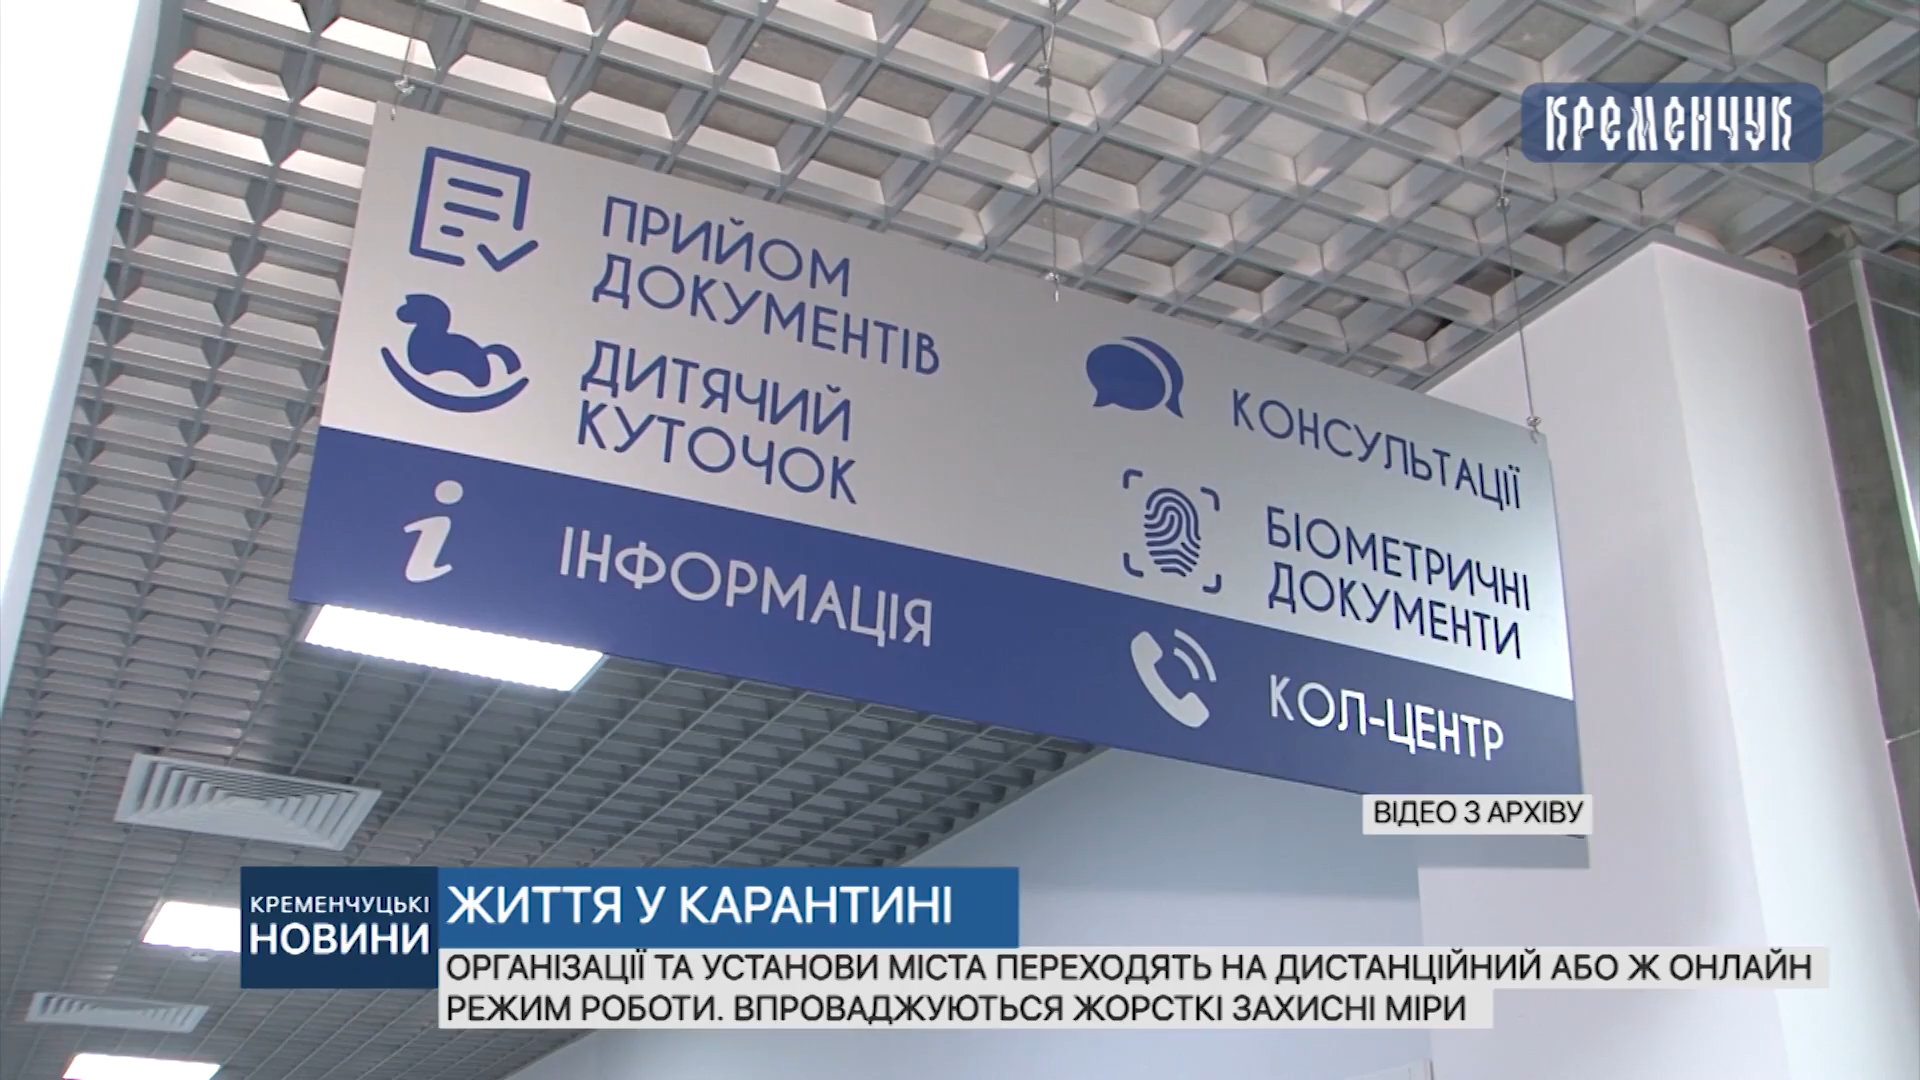 КРЕМЕНЧУК
ПРИЙОМ
ДОКУМЕНТІВ
ДИТЯЧИЙ
КУТОЧОК
ІНФОРМАЦІЯ
КОНСУЛЬТАЦІЇ
БІОМЕТРИЧНІ
ДОКУМЕНТИ
КОЛ-ЦЕНТР
ВІДЕО З АРХІВУ
КРЕМЕНЧУЦЬКІ
НОВИНИ
ЖИТТЯ У КАРАНТИНІ
ОРГАНІЗАЦІЇ ТА УСТАНОВИ МІСТА ПЕРЕХОДЯТЬ НА ДИСТАНЦІЙНИЙ АБО Ж ОНЛАЙН
РЕЖИМ РОБОТИ. ВПРОВАДЖУЮТЬСЯ ЖОРСТКІ ЗАХИСНІ МІРИ